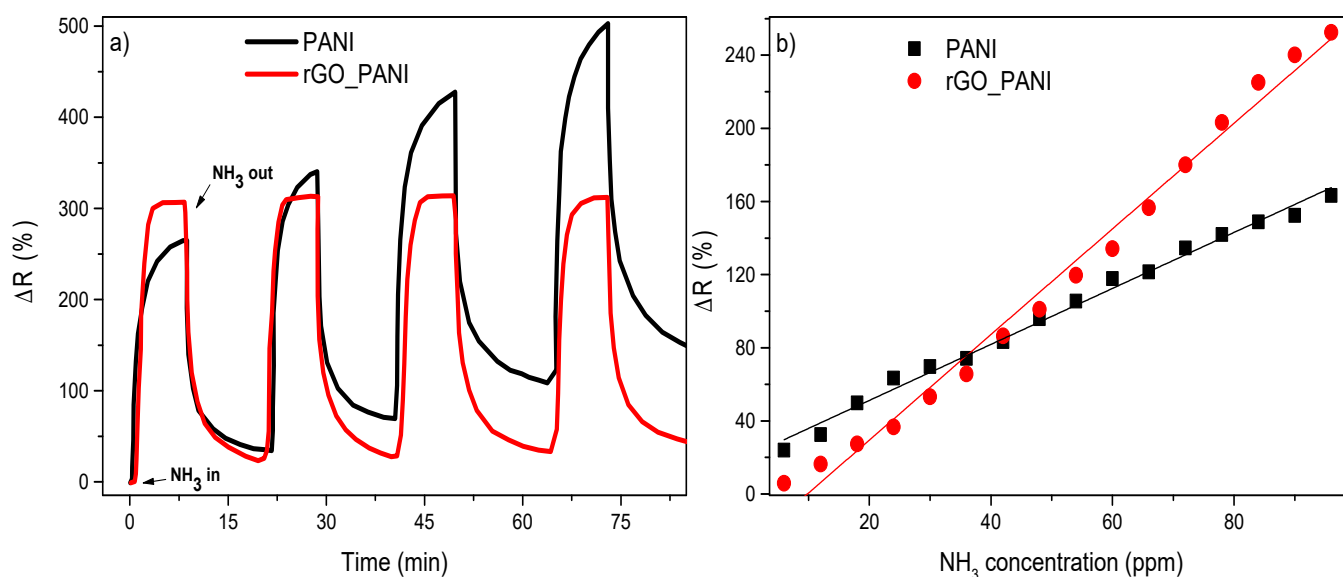 a)
PANI
rGO_PANI
NH3 out
NH3 in
500
400
300
200
100
0
ΔR (%)
0 15 30 45 60 75
Time (min)
b)
PANI
rGO_PANI
240
200
160
120
80
40
0
ΔR (%)
20 40 60 80
NH3 concentration (ppm)